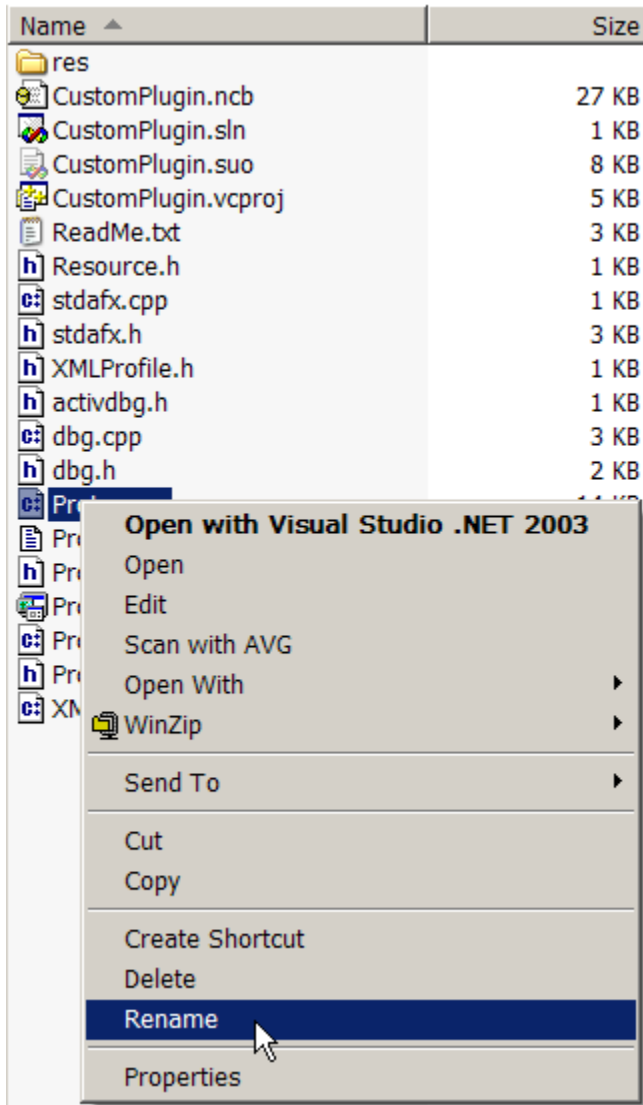 Name Size
res
CustomPlugin.ncb 27 KB
CustomPlugin.sln 1 KB
CustomPlugin.suo 8 KB
CustomPlugin.vcproj 5 KB
ReadMe.txt 3 KB
Resource.h 1 KB
stdafx.cpp 1 KB
stdafx.h 3 KB
XMLProfile.h 1 KB
activdbg.h 1 KB
dbg.cpp 3 KB
dbg.h 2 KB
Open with Visual Studio .NET 2003
Open
Edit
Scan with AVG
Open With
WinZip
Send To
Cut
Copy
Create Shortcut
Delete
Rename
Properties